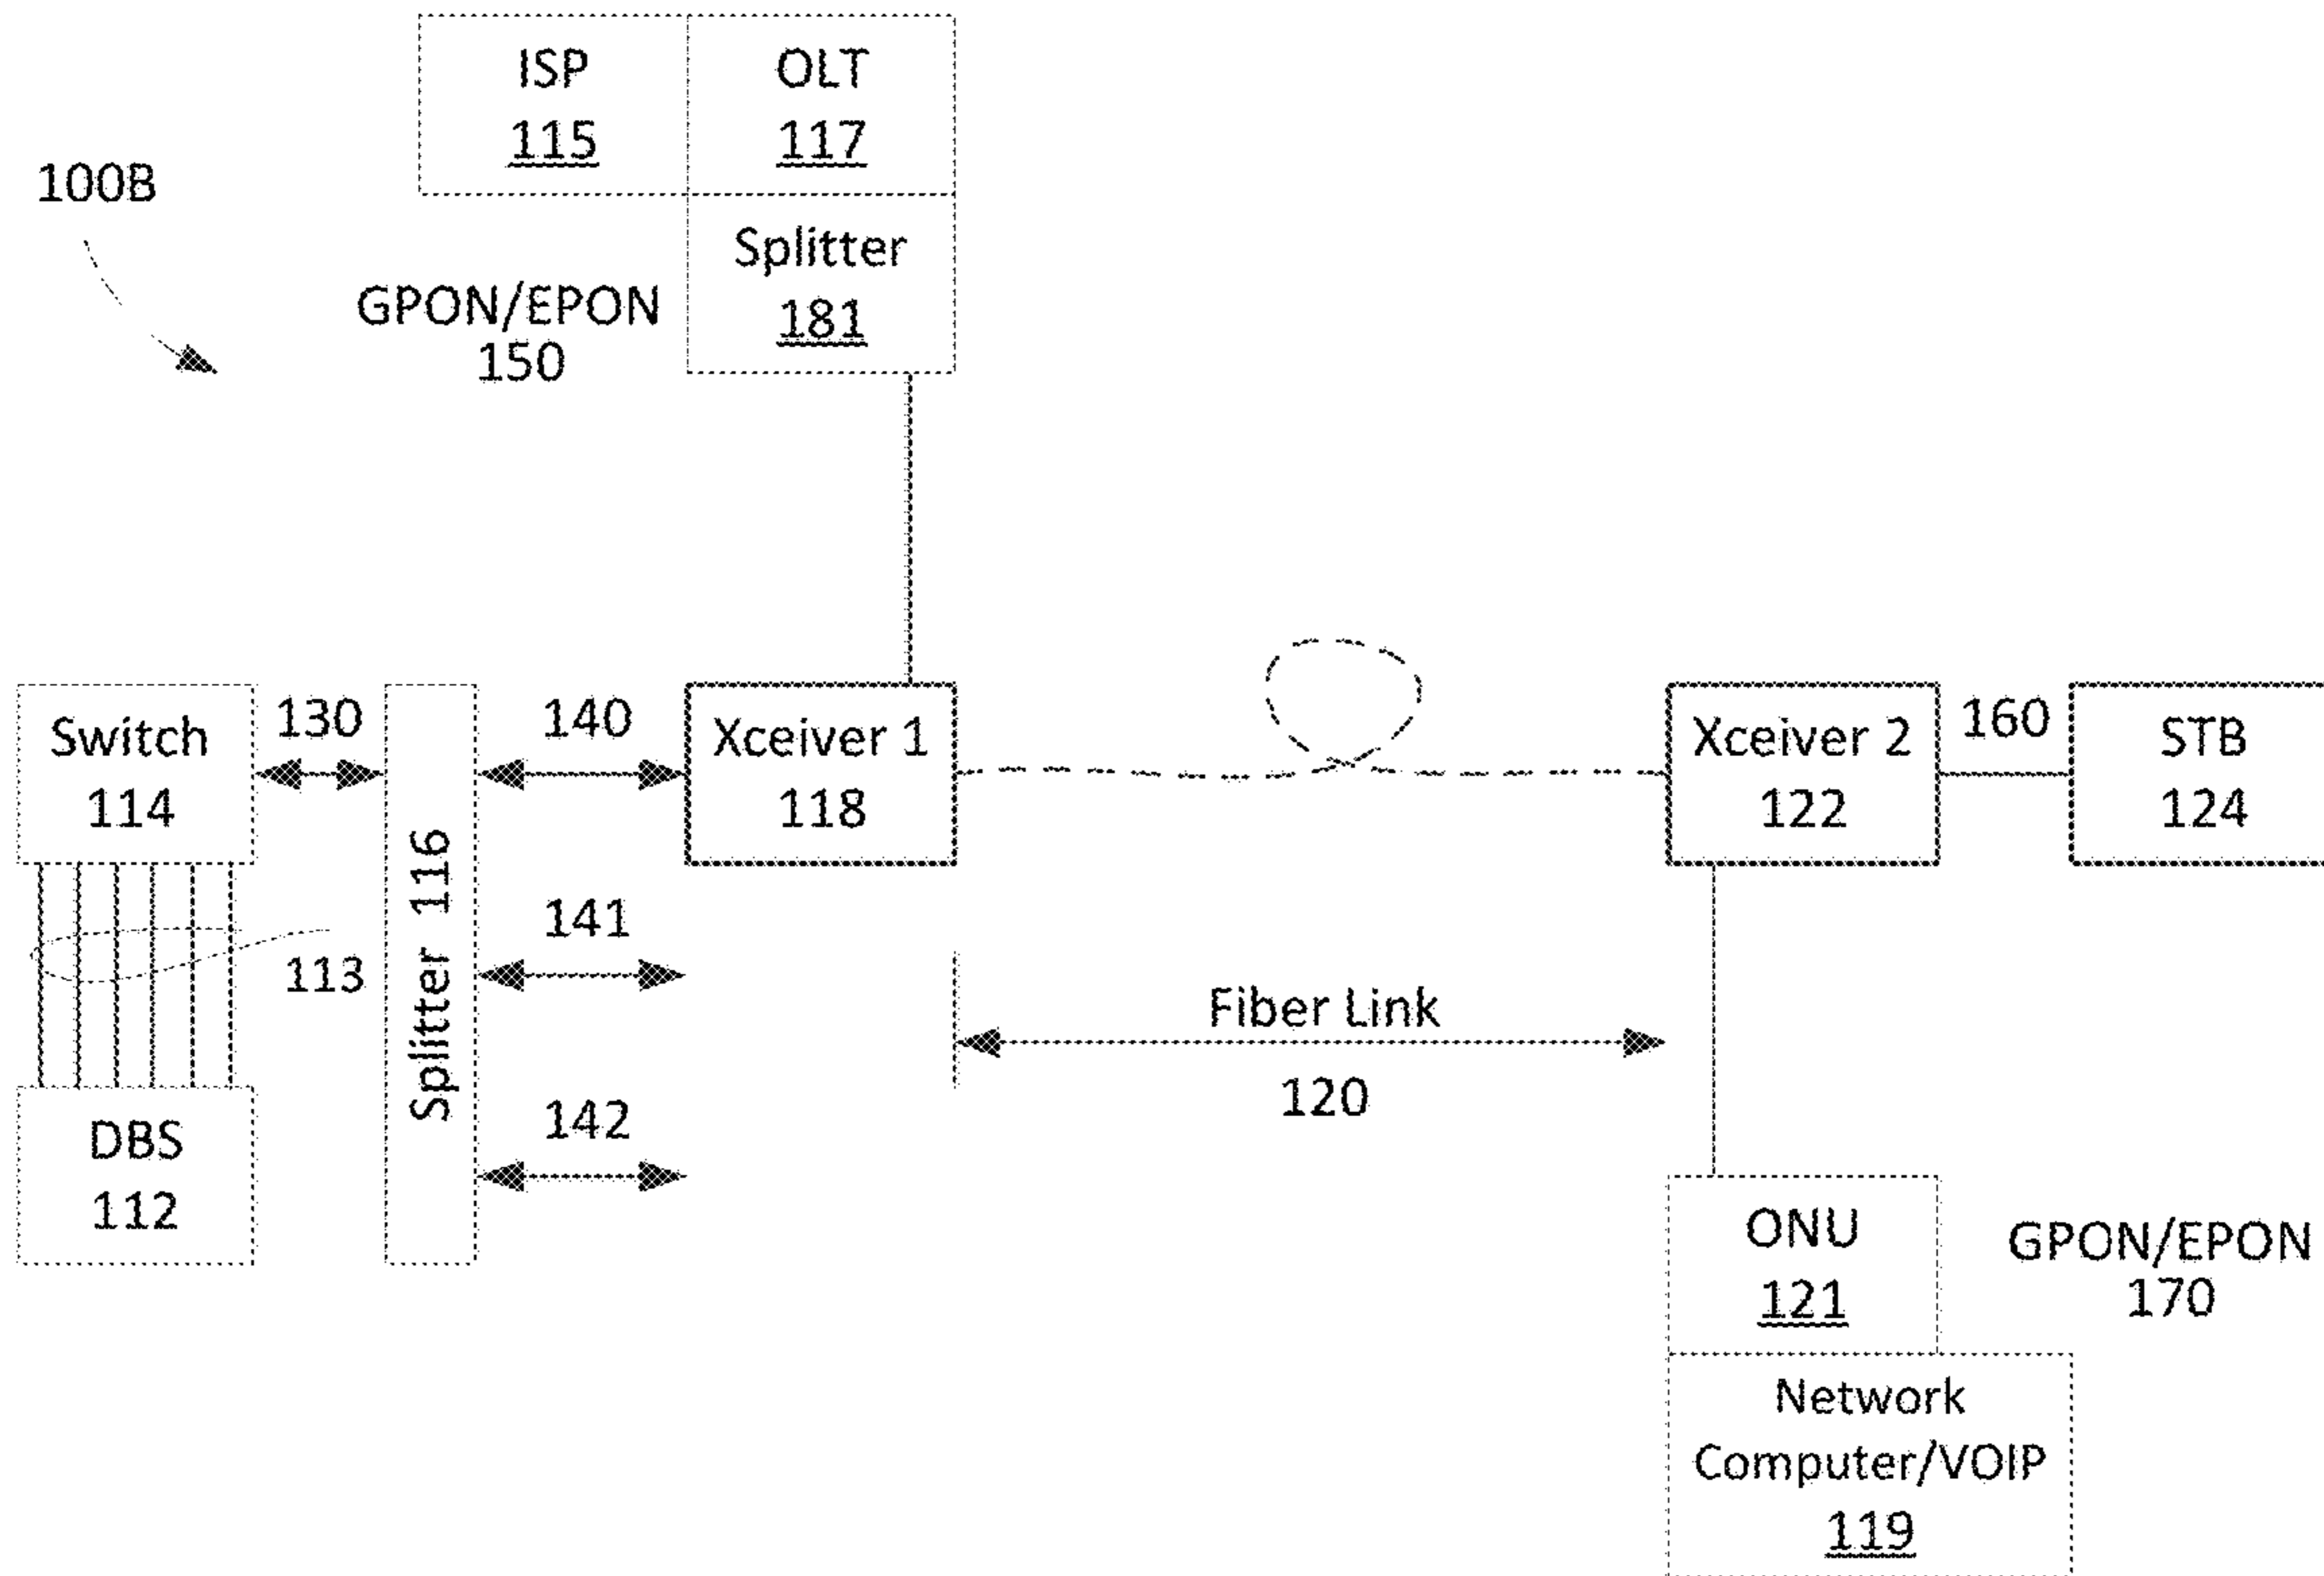 ISP
115
OLT
117
100B
Splitter
181
GPON/EPON
150
Switch
114
130
Splitter 116
140
Xceiver 1
118
Xceiver 2
122
160
STB
124
141
113
Fiber Link
120
142
DBS
112
ONU
121
GPON/EPON
170
Network
Computer/VOIP
119